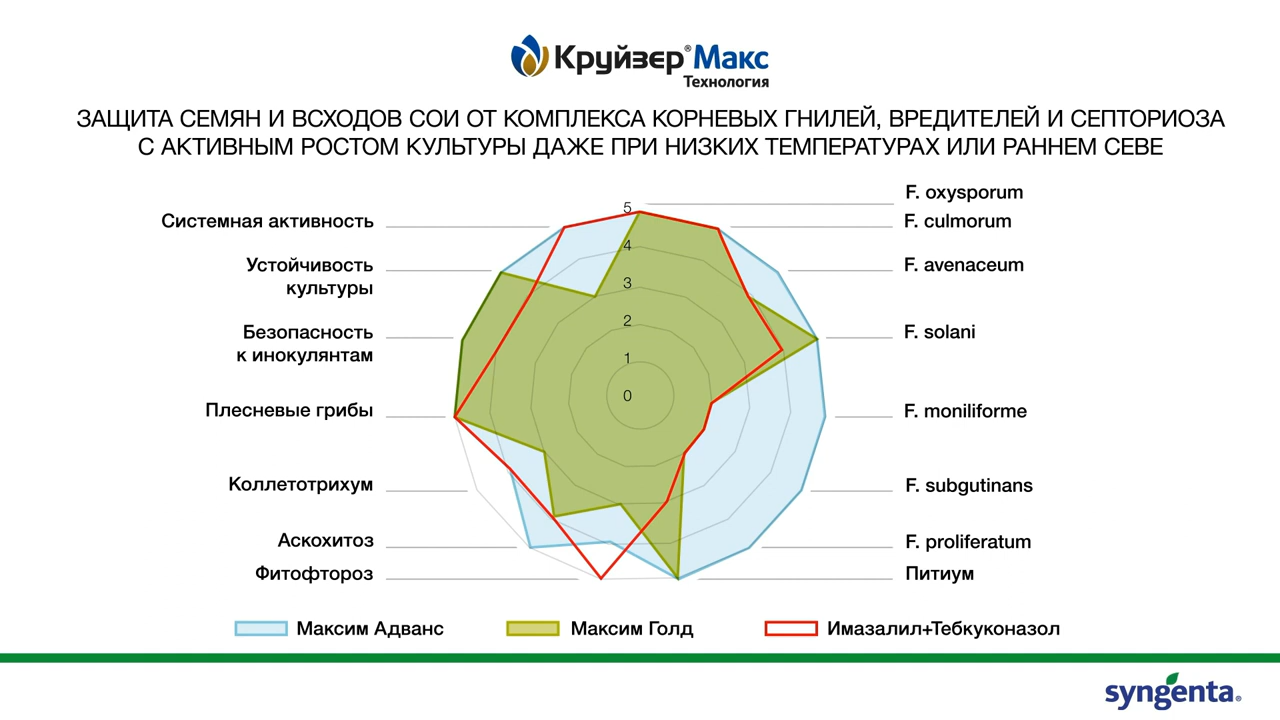 Круйзер® Макс
Технология
ЗАЩИТА СЕМЯН И ВСХОДОВ СОИ ОТ КОМПЛЕКСА КОРНЕВЫХ ГНИЛЕЙ, ВРЕДИТЕЛЕЙ И СЕПТОРИОЗА
С АКТИВНЫМ РОСТОМ КУЛЬТУРЫ ДАЖЕ ПРИ НИЗКИХ ТЕМПЕРАТУРАХ ИЛИ РАННЕМ СЕВЕ
Системная активность
Устойчивость
культуры
Безопасность
к инокулянтам
Плесневые грибы
Коллетотрихум
Аскохитоз
Фитофтороз
5
4
3
2
1
0
F. oxysporum
F. culmorum
F. avenaceum
F. solani
F. moniliforme
F. subgutinans
F. proliferatum
Питиум
Максим Адванс
Максим Голд
Имазалил+Тебкуконазол
syngenta®